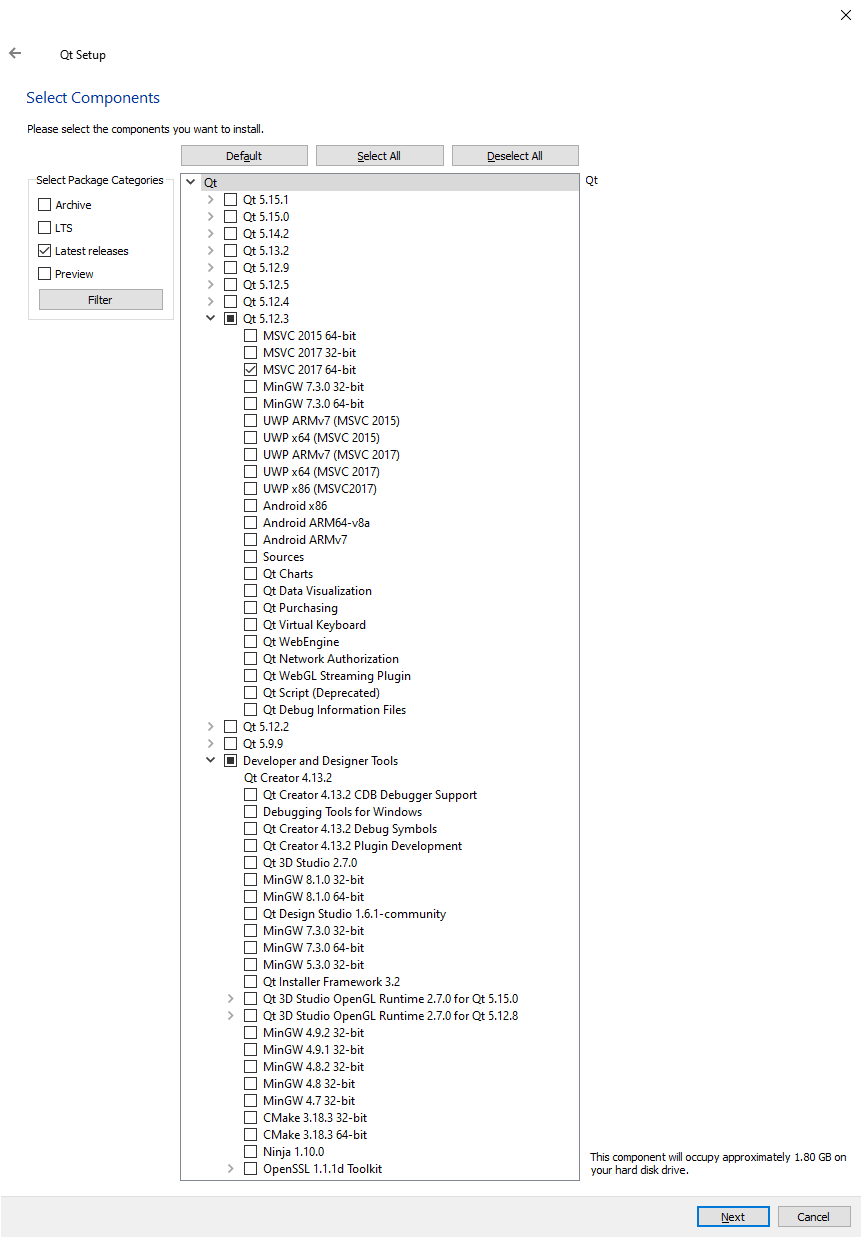 Qt Setup
Select Components
Please select the components you want to install.
Default
Select All
Deselect All
Select Package Categories
Archive
LTS
Latest releases
Preview
Filter
Qt
Qt 5.15.1
Qt 5.15.0
Qt 5.14.2
Qt 5.13.2
Qt 5.12.9
Qt 5.12.5
Qt 5.12.4
Qt 5.12.3
MSVC 2015 64-bit
MSVC 2017 32-bit
MSVC 2017 64-bit
MinGW 7.3.0 32-bit
MinGW 7.3.0 64-bit
UWP ARMv7 (MSVC 2015)
UWP x64 (MSVC 2015)
UWP ARMv7 (MSVC 2017)
UWP x64 (MSVC 2017)
UWP x86 (MSVC2017)
Android x86
Android ARM64-v8a
Android ARMv7
Sources
Qt Charts
Qt Data Visualization
Qt Purchasing
Qt Virtual Keyboard
Qt WebEngine
Qt Network Authorization
Qt WebGL Streaming Plugin
Qt Script (Deprecated)
Qt Debug Information Files
Qt 5.12.2
Qt 5.9.9
Developer and Designer Tools
Qt Creator 4.13.2
Qt Creator 4.13.2 CDB Debugger Support
Debugging Tools for Windows
Qt Creator 4.13.2 Debug Symbols
Qt Creator 4.13.2 Plugin Development
Qt 3D Studio 2.7.0
MinGW 8.1.0 32-bit
MinGW 8.1.0 64-bit
Qt Design Studio 1.6.1-community
MinGW 7.3.0 32-bit
MinGW 7.3.0 64-bit
MinGW 5.3.0 32-bit
Qt Installer Framework 3.2
Qt 3D Studio OpenGL Runtime 2.7.0 for Qt 5.15.0
Qt 3D Studio OpenGL Runtime 2.7.0 for Qt 5.12.8
MinGW 4.9.2 32-bit
MinGW 4.9.1 32-bit
MinGW 4.8.2 32-bit
MinGW 4.8 32-bit
MinGW 4.7 32-bit
CMake 3.18.3 32-bit
CMake 3.18.3 64-bit
Ninja 1.10.0
OpenSSL 1.1.1d Toolkit
Qt
This component will occupy approximately 1.80 GB on
your hard disk drive.
Next
Cancel